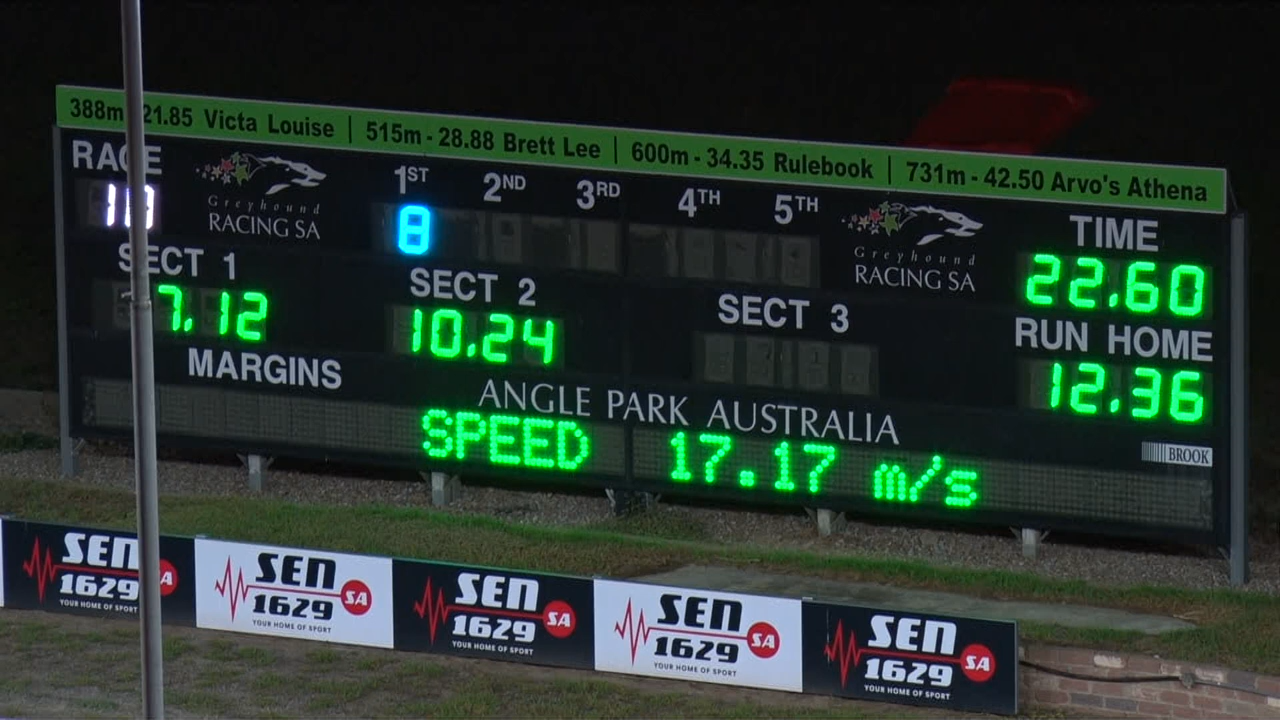 388m 21.85 Victa Louise | 515m - 28.88 Brett Lee | 600m - 34.35 Rulebook | 731m - 42.50 Arvo's Athena
RACE
Greyhound
RACING SA
1ST 2ND 3RD 4TH 5TH
8
Greyhound
RACING SA
TIME
22.60
SECT 1
7.12
SECT 2
10.24
SECT 3
RUN HOME
12.36
MARGINS
ANGLE PARK AUSTRALIA
SPEED 17.17 m/s
BROOK
SEN
1629
YOUR HOME OF SPORT
SEN
1629 SA
YOUR HOME OF SPORT
SEN
1629 SA
YOUR HOME OF SPORT
SEN
1629 SA
YOUR HOME OF SPORT
SEN
1629 SA
YOUR HOME OF SPORT